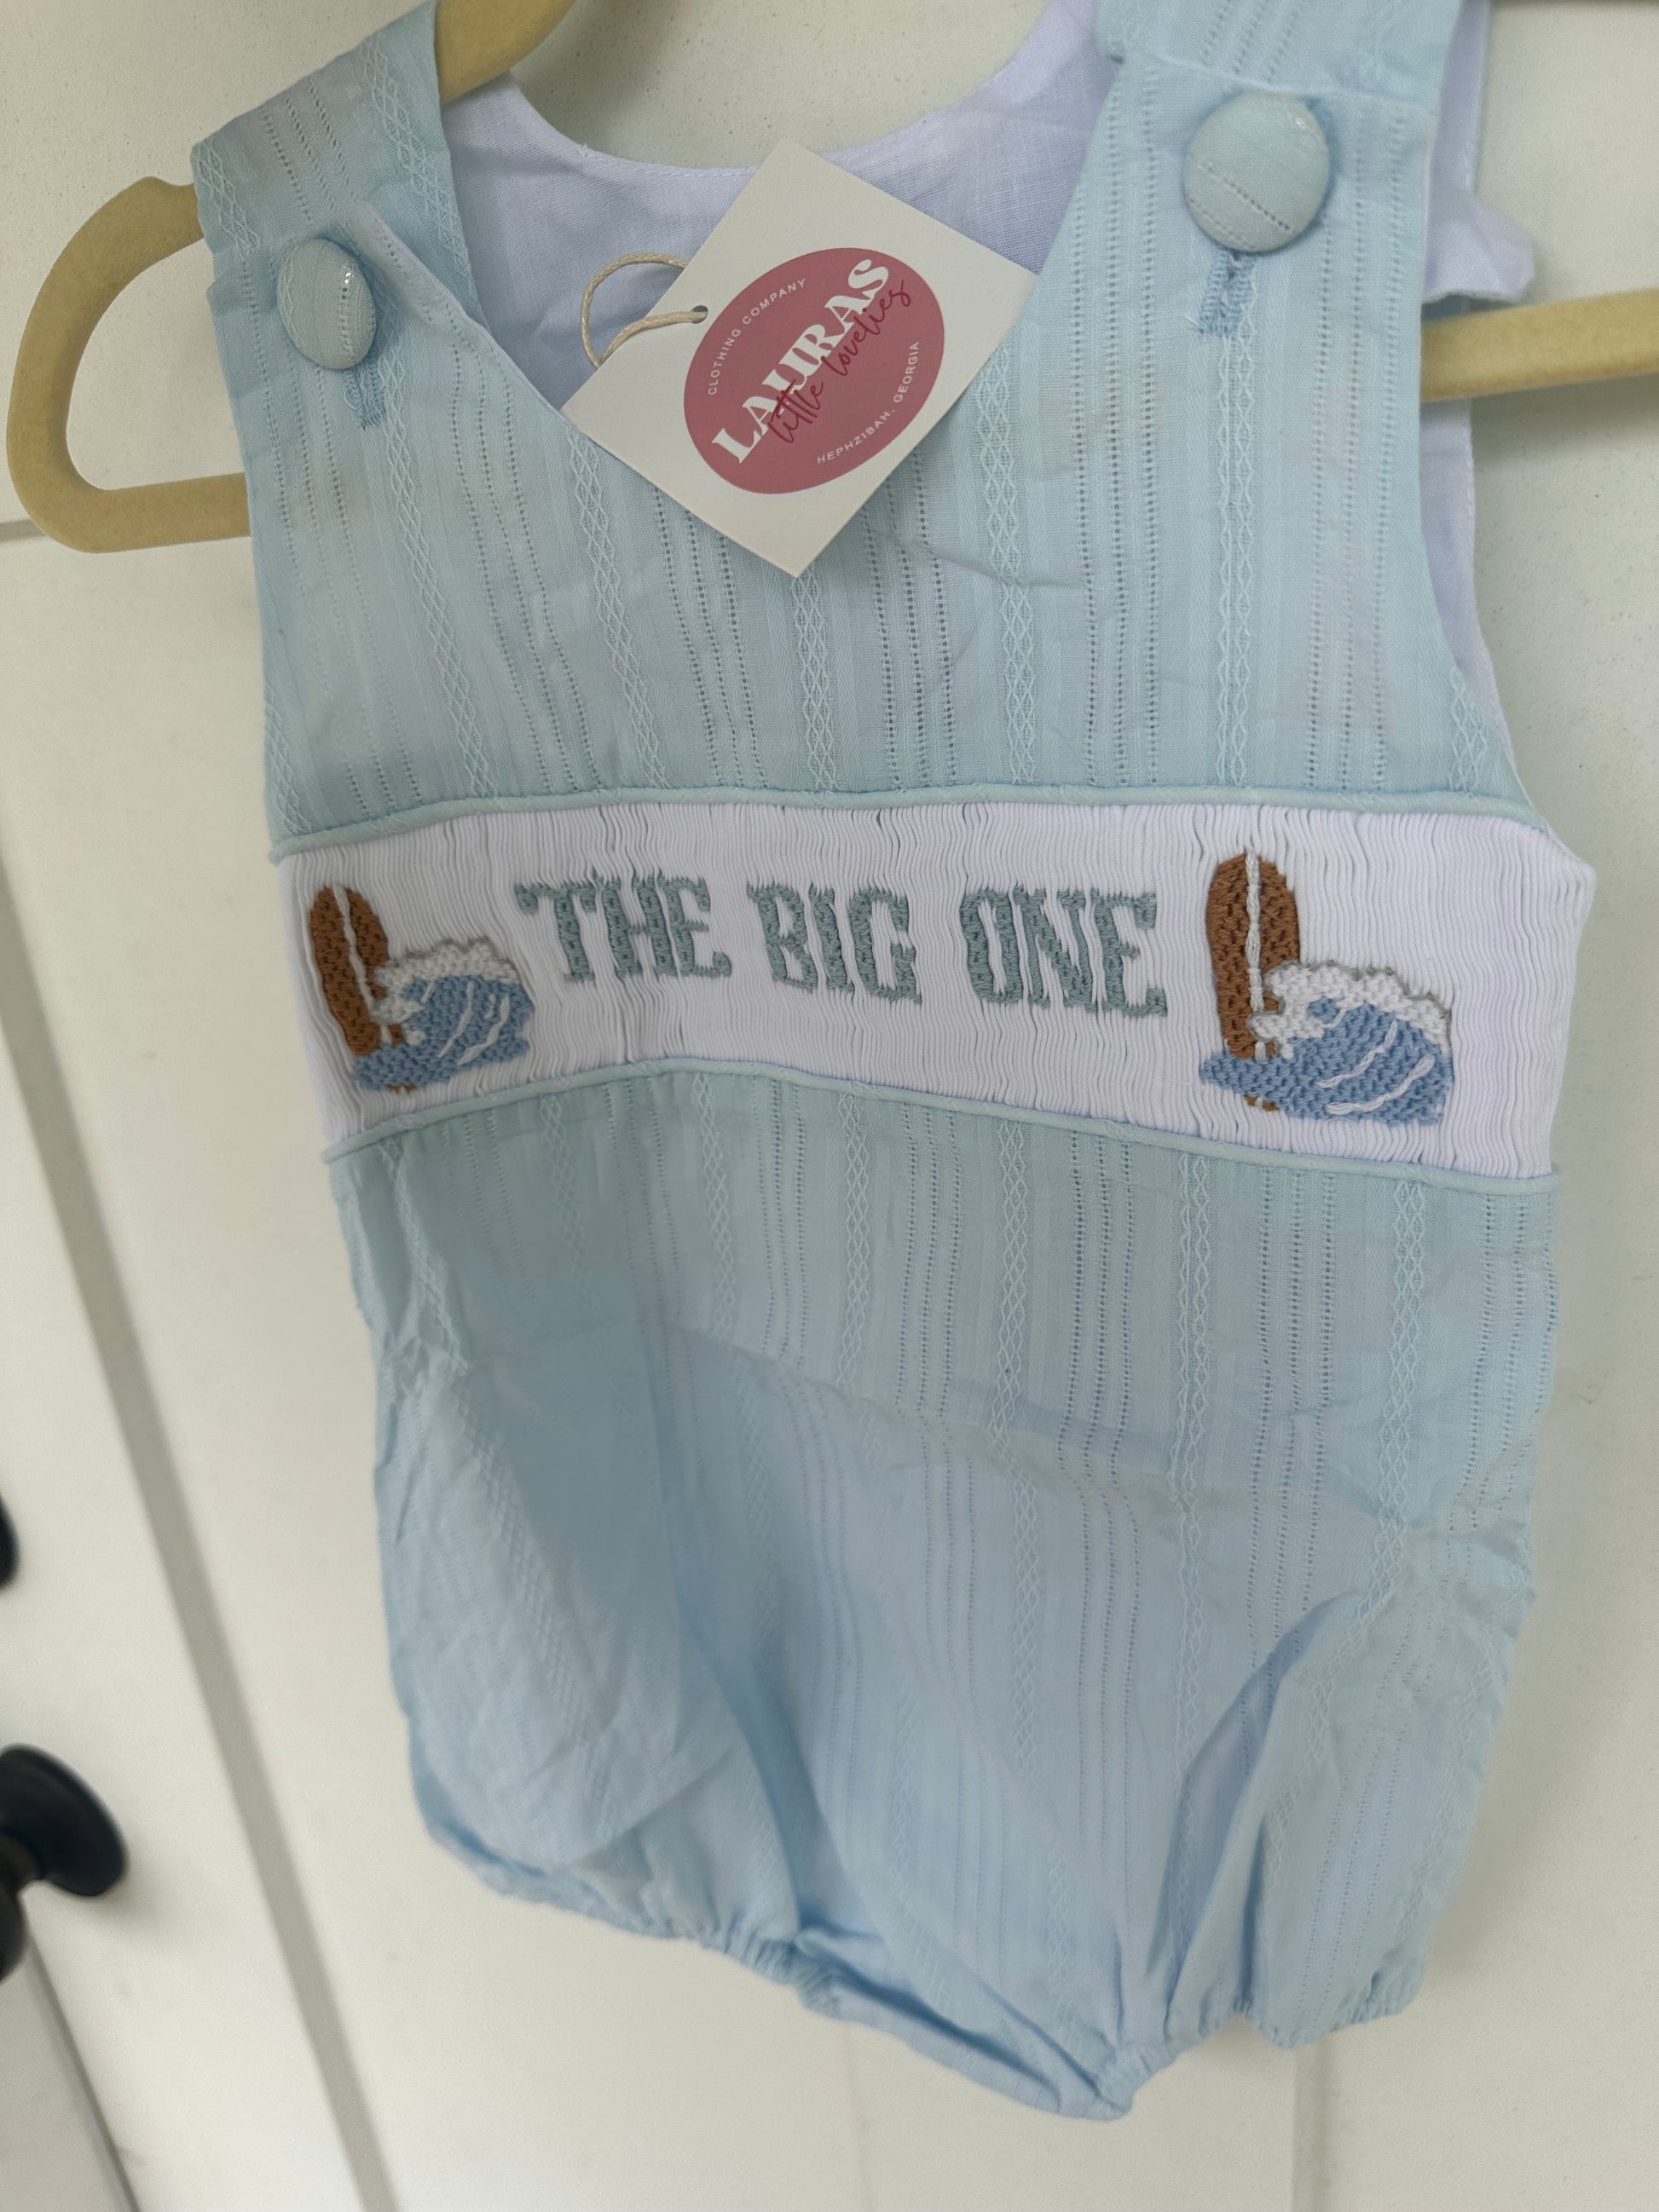 CLOTHING COMPANY
LAURAS
little lovelies
HEPHZIBAH, GEORGIA
THE BIG ONE